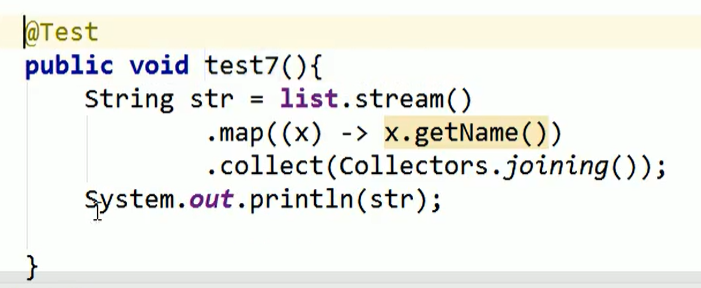 @Test
public void test7(){
    String str = list.stream()
            .map((x) -> x.getName())
            .collect(Collectors.joining());
    System.out.println(str);
}